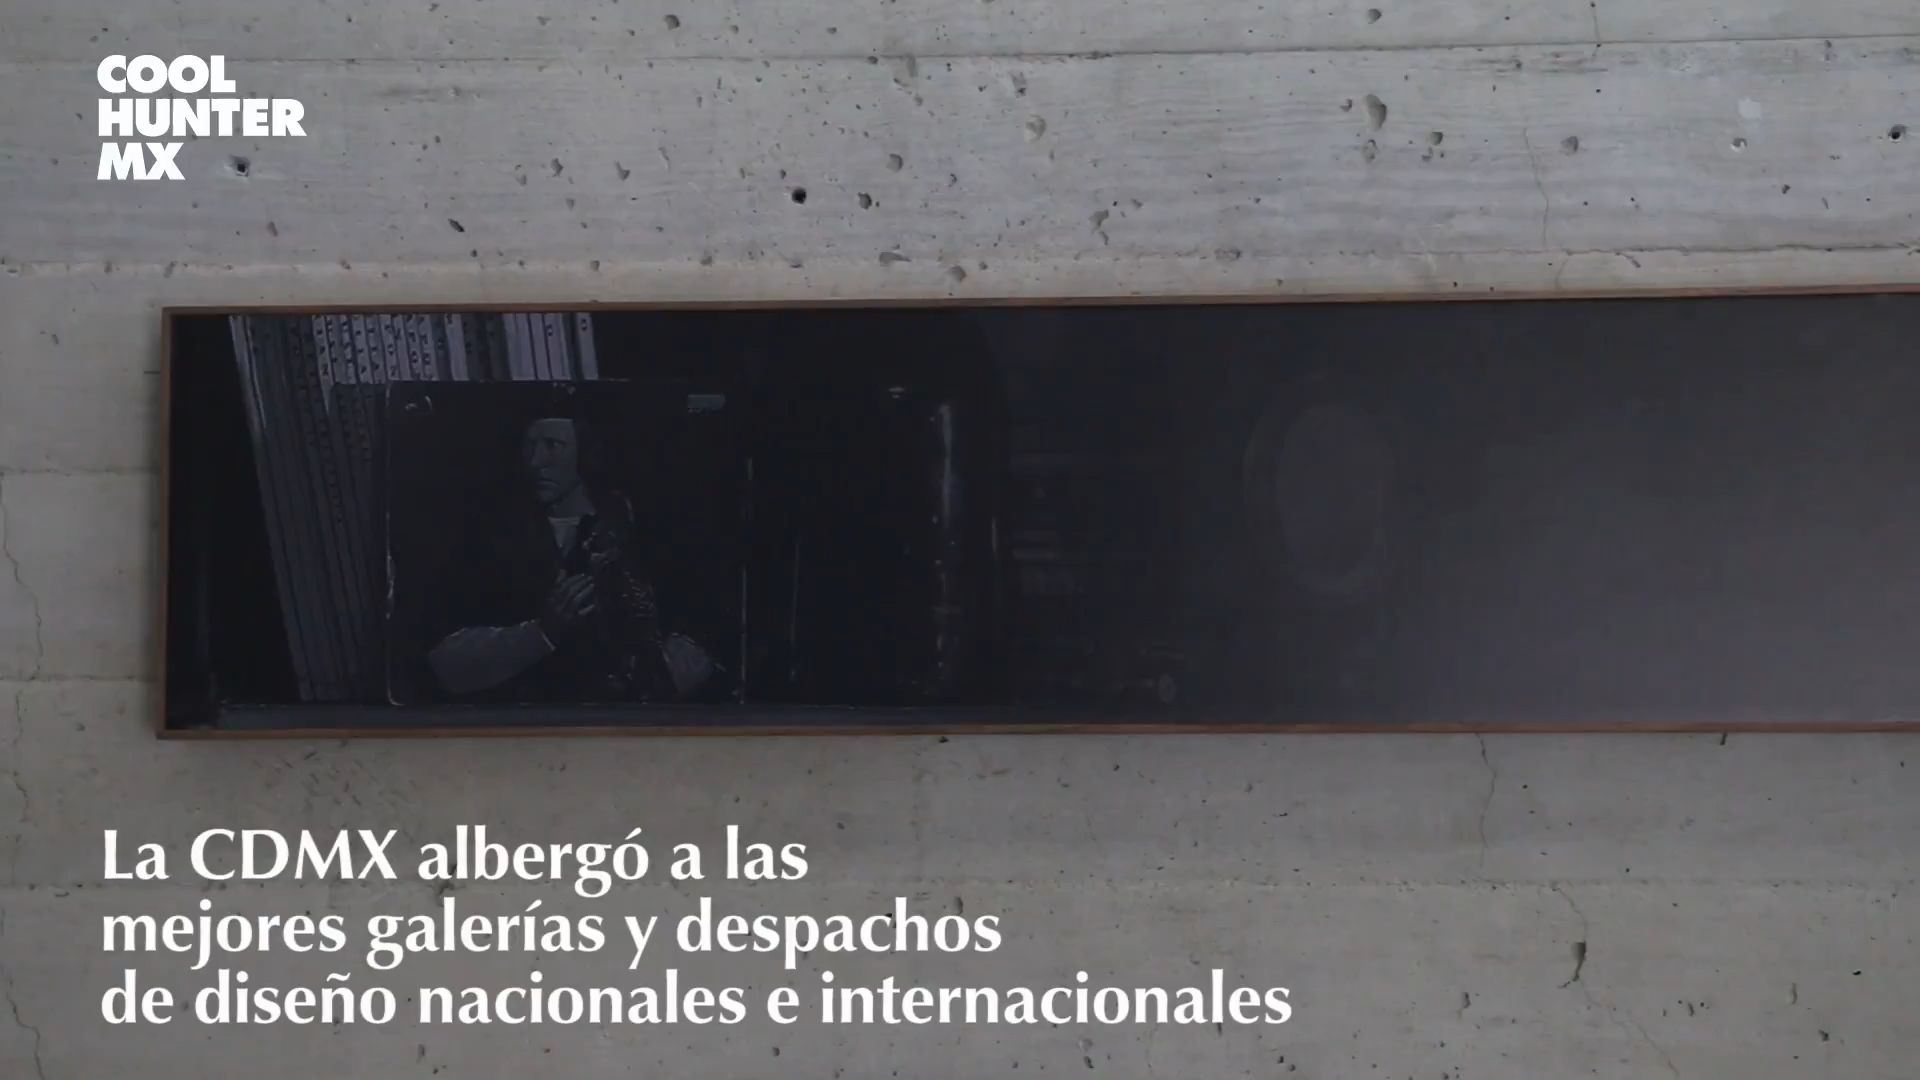 COOL
HUNTER
MX
La CDMX albergó a las
mejores galerías y despachos
de diseño nacionales e internacionales